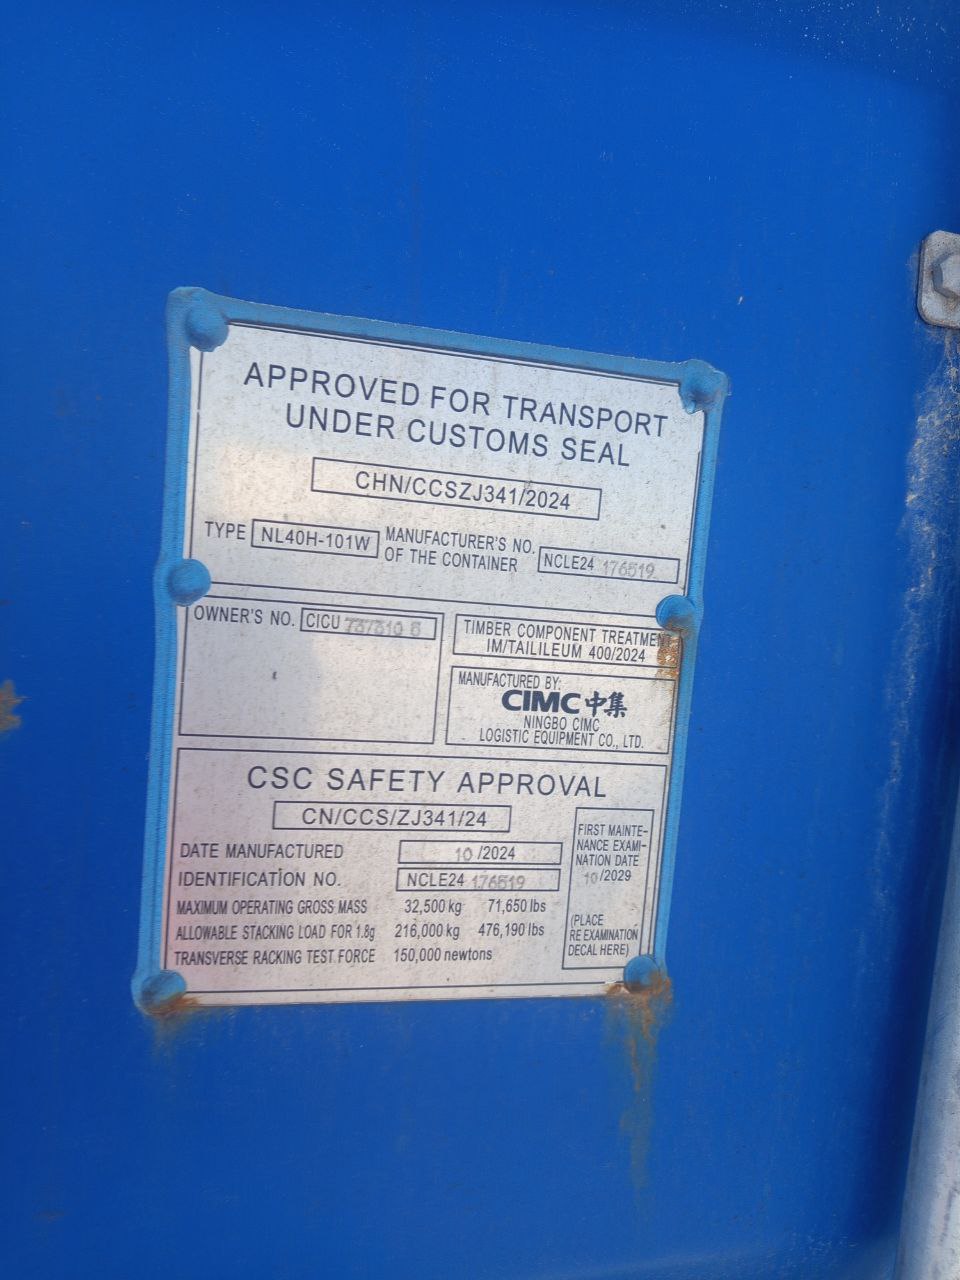 APPROVED FOR TRANSPORT
UNDER CUSTOMS SEAL
CHN/CCSZJ341/2024
TYPE NL40H-101W MANUFACTURER'S NO.
OF THE CONTAINER NCLE24 176519
OWNER'S NO. CICU 737310 5
TIMBER COMPONENT TREATMENT
IM/TAILILEUM 400/2024
MANUFACTURED BY:
CIMC 中集
NINGBO CIMC
LOGISTIC EQUIPMENT CO., LTD.
CSC SAFETY APPROVAL
CN/CCS/ZJ341/24
DATE MANUFACTURED 10 /2024
IDENTIFICATION NO. NCLE24 176519
MAXIMUM OPERATING GROSS MASS 32,500 kg 71,650 lbs
ALLOWABLE STACKING LOAD FOR 1.8g 216,000 kg 476,190 lbs
TRANSVERSE RACKING TEST FORCE 150,000 newtons
FIRST MAINTE-
NANCE EXAMI-
NATION DATE
10 /2029
(PLACE
RE EXAMINATION
DECAL HERE)